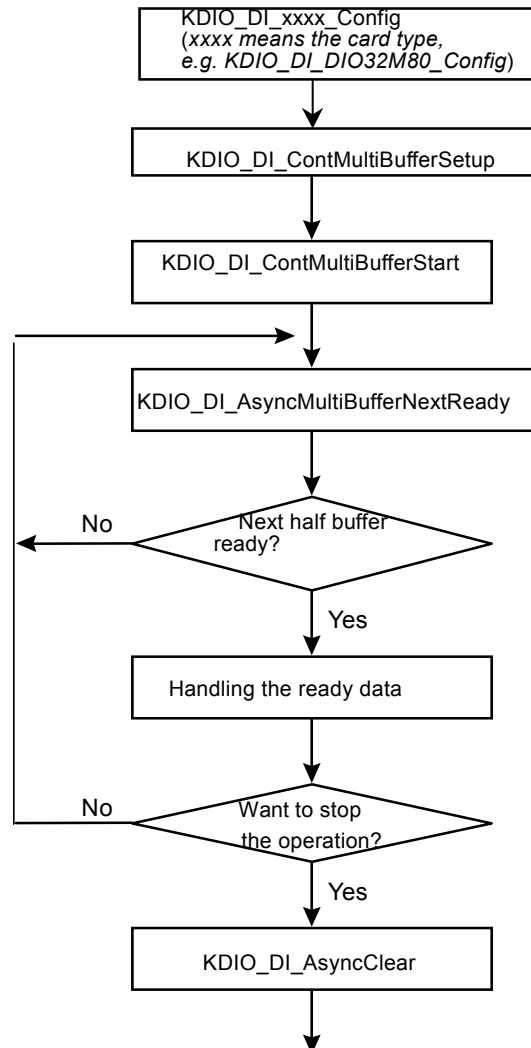 KDIO_DI_xxxx_Config
(xxxx means the card type,
e.g. KDIO_DI_DIO32M80_Config)
KDIO_DI_ContMultiBufferSetup
KDIO_DI_ContMultiBufferStart
KDIO_DI_AsyncMultiBufferNextReady
No
Next half buffer
ready?
Yes
Handling the ready data
No
Want to stop
the operation?
Yes
KDIO_DI_AsyncClear